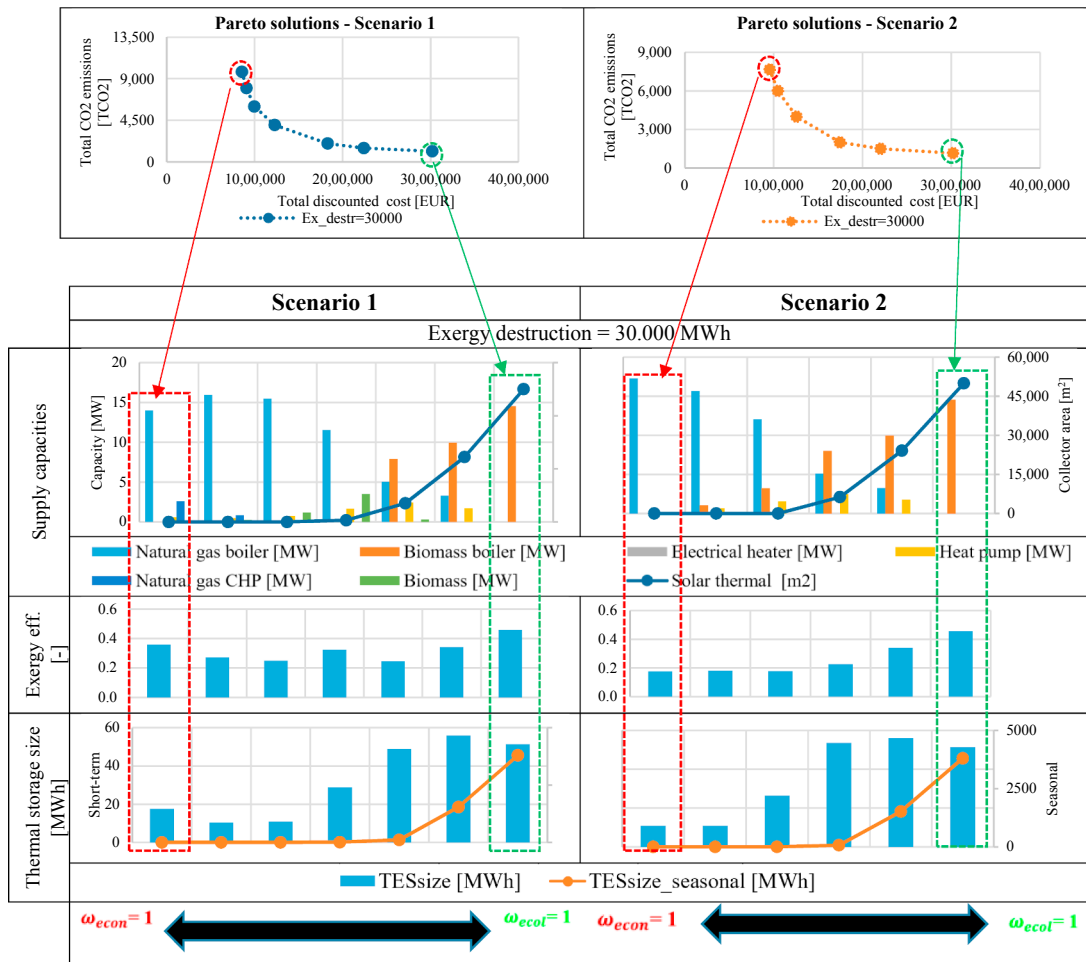 Pareto solutions - Scenario 1
Total CO2 emissions
[TCO2]
13,500
9,000
4,500
0
0
10,00,000
20,00,000
30,00,000
40,00,000
Total discounted cost [EUR]
Ex_destr=30000
Pareto solutions - Scenario 2
Total CO2 emissions
[TCO2]
9,000
6,000
3,000
0
0
10,00,000
20,00,000
30,00,000
40,00,000
Total discounted cost [EUR]
Ex_destr=30000
Scenario 1
Scenario 2
Exergy destruction = 30.000 MWh
Supply capacities
Capacity [MW]
20
15
10
5
0
60,000
45,000
30,000
15,000
0
Collector area [m²]
Natural gas boiler [MW]
Biomass boiler [MW]
Electrical heater [MW]
Heat pump [MW]
Natural gas CHP [MW]
Biomass [MW]
Solar thermal [m2]
Exergy eff.
[-]
0.6
0.4
0.2
0.0
0.6
0.4
0.2
0.0
Thermal storage size
[MWh]
Short-term
60
40
20
0
5000
2500
0
Seasonal
TESsize [MWh]
TESsize_seasonal [MWh]
ω_econ = 1
ω_ecol = 1
ω_econ = 1
ω_ecol = 1